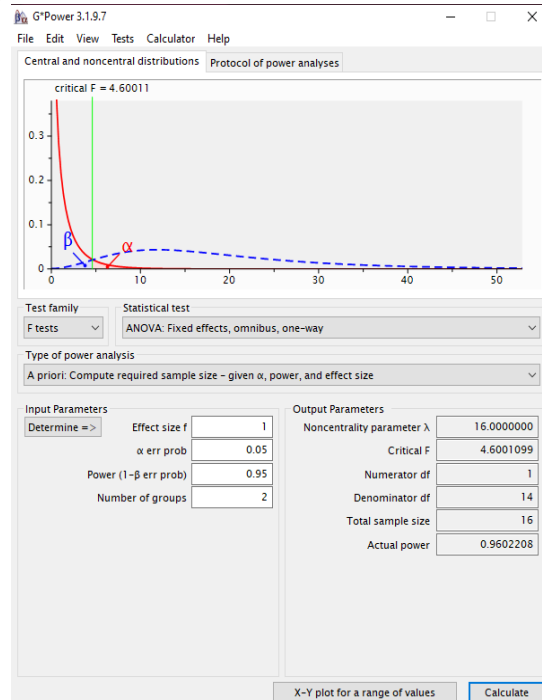 G*Power 3.1.9.7
File Edit View Tests Calculator Help
Central and noncentral distributions Protocol of power analyses
critical F = 4.60011
0.3
0.2
0.1
β α
0
0 10 20 30 40 50
Test family Statistical test
F tests ANOVA: Fixed effects, omnibus, one-way
Type of power analysis
A priori: Compute required sample size - given α, power, and effect size
Input Parameters Output Parameters
Determine => Effect size f 1 Noncentrality parameter λ 16.0000000
α err prob 0.05 Critical F 4.6001099
Power (1-β err prob) 0.95 Numerator df 1
Number of groups 2 Denominator df 14
Total sample size 16
Actual power 0.9602208
X-Y plot for a range of values Calculate